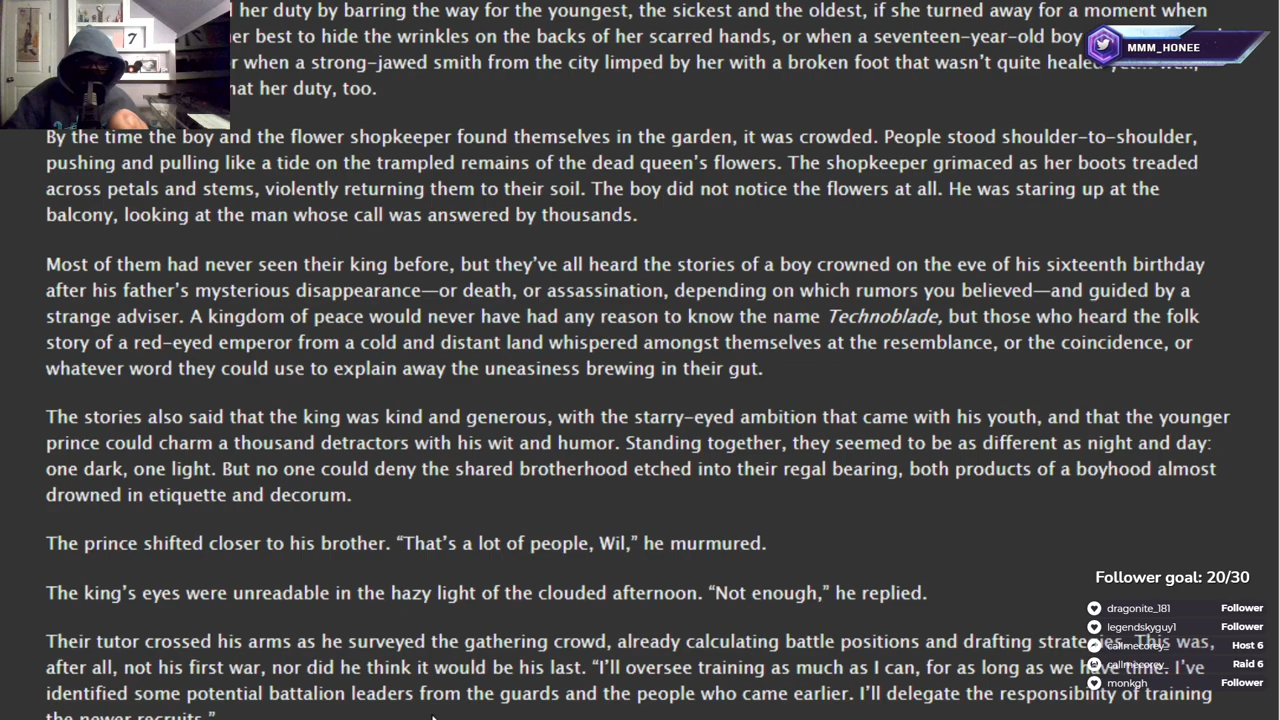 her duty by barring the way for the youngest, the sickest and the oldest, if she turned away for a moment when
er best to hide the wrinkles on the backs of her scarred hands, or when a seventeen-year-old boy
MMM_HONEE
r when a strong-jawed smith from the city limped by her with a broken foot that wasn't quite healed
hat her duty, too.
7
By the time the boy and the flower shopkeeper found themselves in the garden, it was crowded. People stood shoulder-to-shoulder,
pushing and pulling like a tide on the trampled remains of the dead queen's flowers. The shopkeeper grimaced as her boots treaded
across petals and stems, violently returning them to their soil. The boy did not notice the flowers at all. He was staring up at the
balcony, looking at the man whose call was answered by thousands.
Most of them had never seen their king before, but they've all heard the stories of a boy crowned on the eve of his sixteenth birthday
after his father's mysterious disappearance—or death, or assassination, depending on which rumors you believed—and guided by a
strange adviser. A kingdom of peace would never have had any reason to know the name Technoblade, but those who heard the folk
story of a red-eyed emperor from a cold and distant land whispered amongst themselves at the resemblance, or the coincidence, or
whatever word they could use to explain away the uneasiness brewing in their gut.
The stories also said that the king was kind and generous, with the starry-eyed ambition that came with his youth, and that the younger
prince could charm a thousand detractors with his wit and humor. Standing together, they seemed to be as different as night and day:
one dark, one light. But no one could deny the shared brotherhood etched into their regal bearing, both products of a boyhood almost
drowned in etiquette and decorum.
The prince shifted closer to his brother. “That's a lot of people, Wil,” he murmured.
The king's eyes were unreadable in the hazy light of the clouded afternoon. “Not enough,” he replied.
Their tutor crossed his arms as he surveyed the gathering crowd, already calculating battle positions and drafting strategies. This was,
after all, not his first war, nor did he think it would be his last. “I'll oversee training as much as I can, for as long as we have time. I've
identified some potential battalion leaders from the guards and the people who came earlier. I'll delegate the responsibility of training
the newer recruits.”
Follower goal: 20/30
dragonite_181 Follower
legendskyguy1 Follower
callmecorey_ Host 6
callmecorey_ Raid 6
monkgh Follower